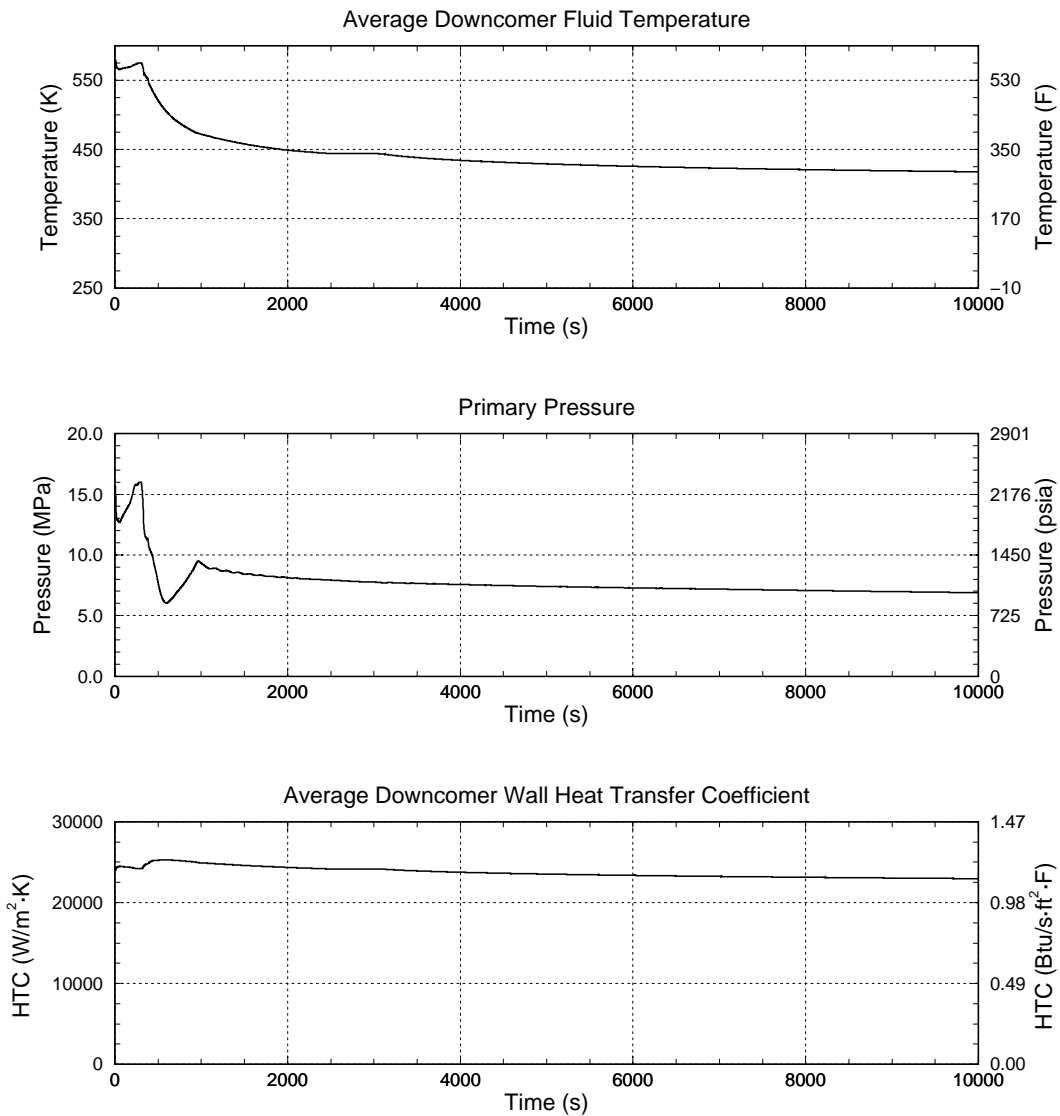 Average Downcomer Fluid Temperature
550
450
350
250
530
350
170
−10
Temperature (K)
Temperature (F)
0 2000 4000 6000 8000 10000
Time (s)
Primary Pressure
20.0
15.0
10.0
5.0
0.0
2901
2176
1450
725
0
Pressure (MPa)
Pressure (psia)
0 2000 4000 6000 8000 10000
Time (s)
Average Downcomer Wall Heat Transfer Coefficient
30000
20000
10000
0
1.47
0.98
0.49
0.00
HTC (W/m²·K)
HTC (Btu/s·ft²·F)
0 2000 4000 6000 8000 10000
Time (s)